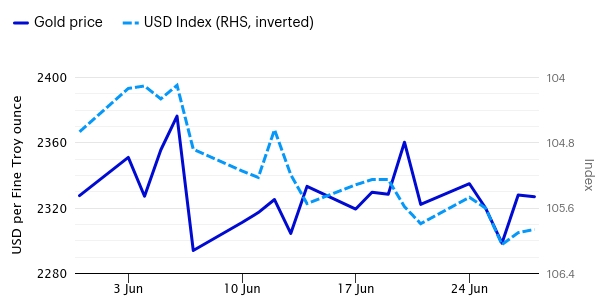 Gold price USD Index (RHS, inverted)
USD per Fine Troy ounce
2400
2360
2320
2280
104
104.8
105.6
106.4
Index
3 Jun 10 Jun 17 Jun 24 Jun